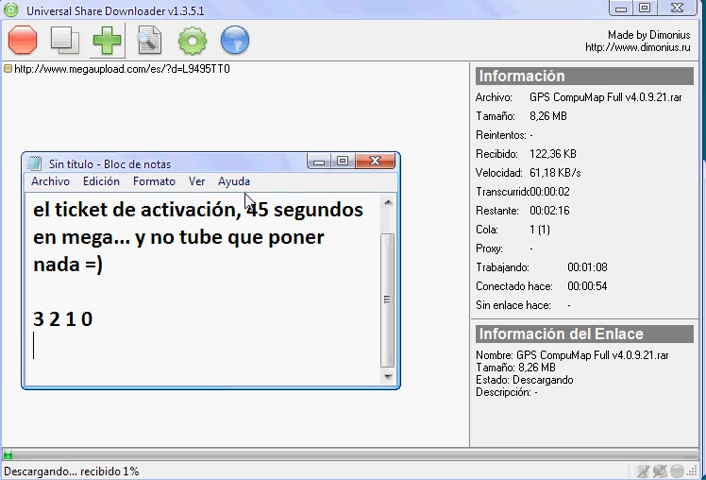 Universal Share Downloader v1.3.5.1
Made by Dimonius
http://www.dimonius.ru
http://www.megaupload.com/es/?d=L9495TT0
Información
Archivo: GPS CompuMap Full v4.0.9.21.rar
Tamaño: 8,26 MB
Reintentos: -
Recibido: 122,36 KB
Velocidad: 61,18 KB/s
Transcurrido:00:00:02
Restante: 00:02:16
Cola: 1 (1)
Proxy: -
Trabajando: 00:01:08
Conectado hace: 00:00:54
Sin enlace hace: -
Información del Enlace
Nombre: GPS CompuMap Full v4.0.9.21.rar
Tamaño: 8,26 MB
Estado: Descargando
Descripción: -
Sin título - Bloc de notas
Archivo Edición Formato Ver Ayuda
el ticket de activación, 45 segundos
en mega... y no tube que poner
nada =)
3 2 1 0
Descargando... recibido 1%